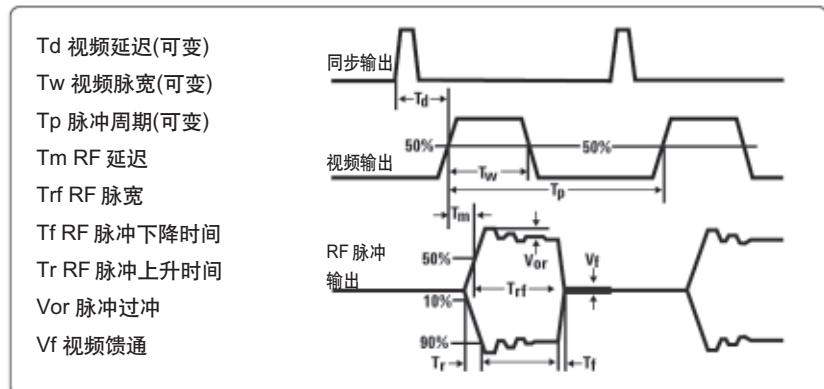 Td 视频延迟(可变)
Tw 视频脉宽(可变)
Tp 脉冲周期(可变)
Tm RF 延迟
Trf RF 脉宽
Tf RF 脉冲下降时间
Tr RF 脉冲上升时间
Vor 脉冲过冲
Vf 视频馈通
同步输出
Td
50% 50%
视频输出
Tw
Tp
Tm
RF 脉冲
输出
50%
Vor
Vf
Trf
10%
90%
Tr
Tf